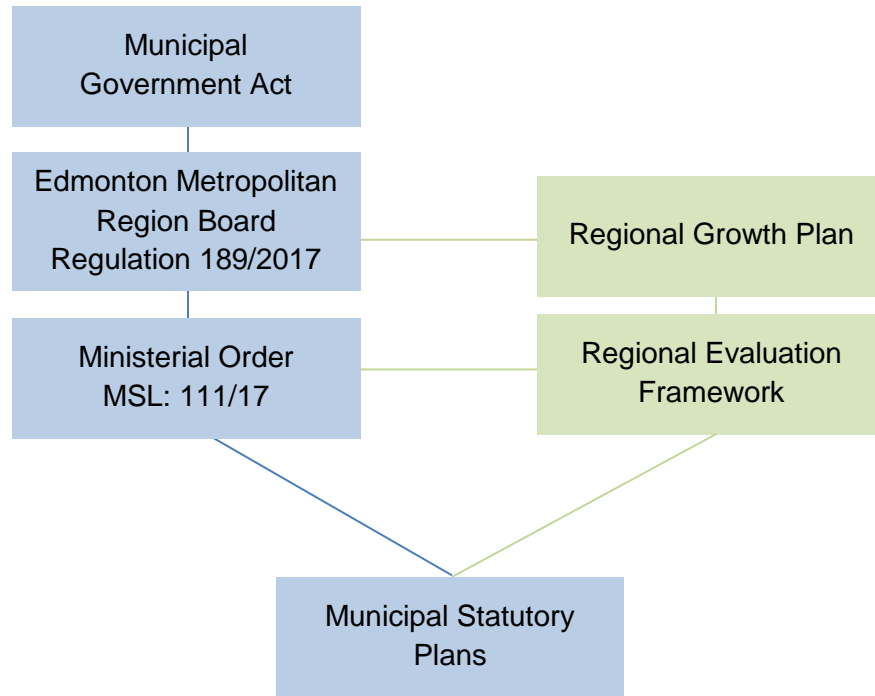 Municipal
Government Act
Edmonton Metropolitan
Region Board
Regulation 189/2017
Regional Growth Plan
Ministerial Order
MSL: 111/17
Regional Evaluation
Framework
Municipal Statutory
Plans